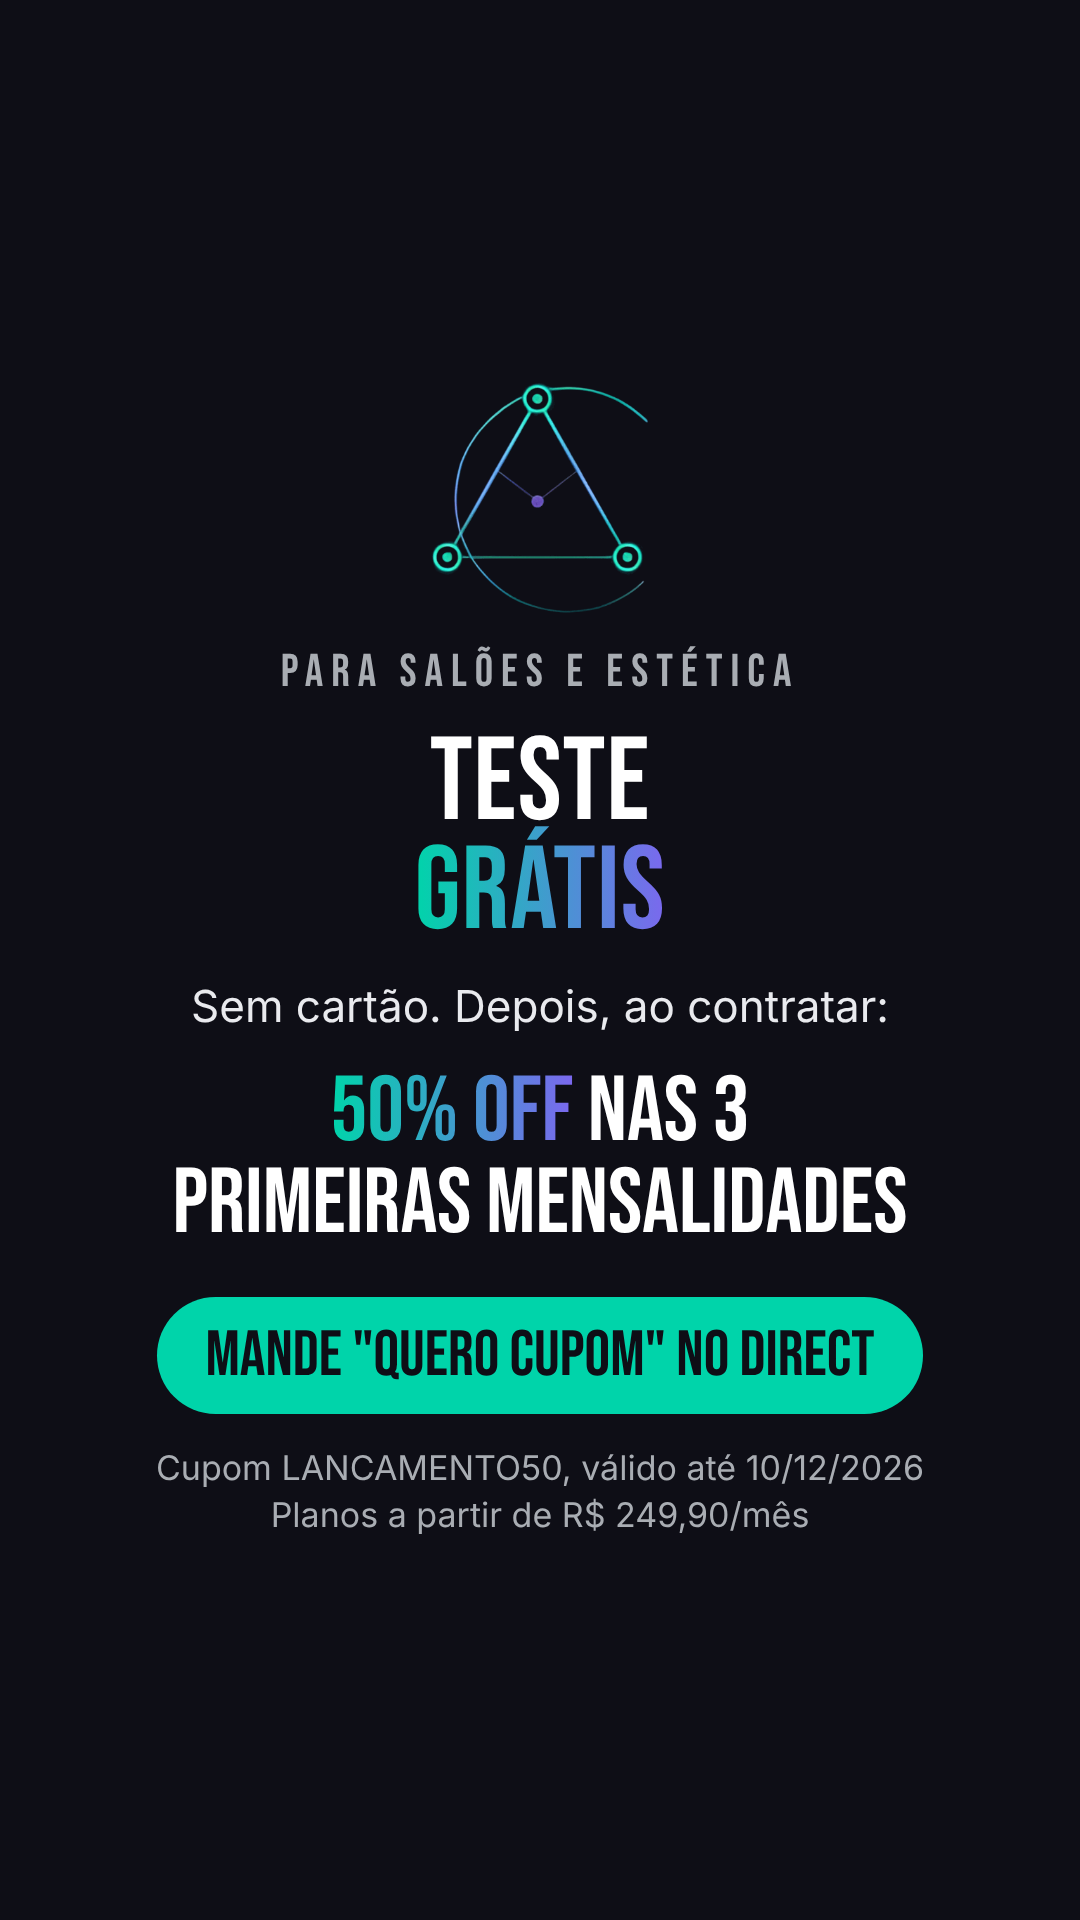 PARA SALÕES E ESTÉTICA
TESTE
GRÁTIS
Sem cartão. Depois, ao contratar:
50% OFF NAS 3
PRIMEIRAS MENSALIDADES
MANDE "QUERO CUPOM" NO DIRECT
Cupom LANCAMENTO50, válido até 10/12/2026
Planos a partir de R$ 249,90/mês